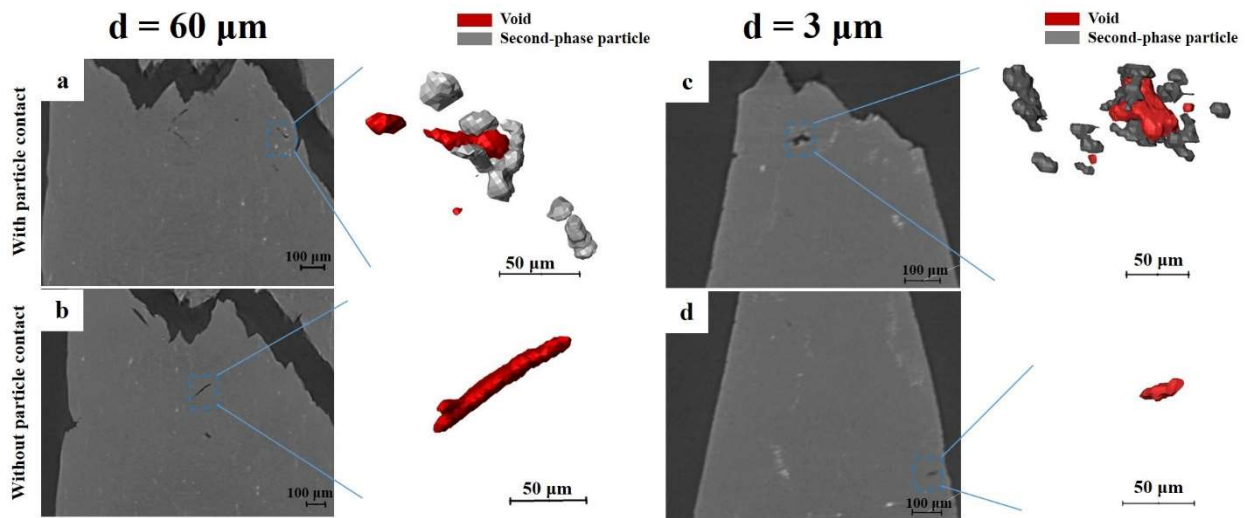 d = 60 µm
Void
Second-phase particle
d = 3 µm
Void
Second-phase particle
With particle contact
a
100 µm
50 µm
c
100 µm
50 µm
Without particle contact
b
100 µm
50 µm
d
100 µm
50 µm